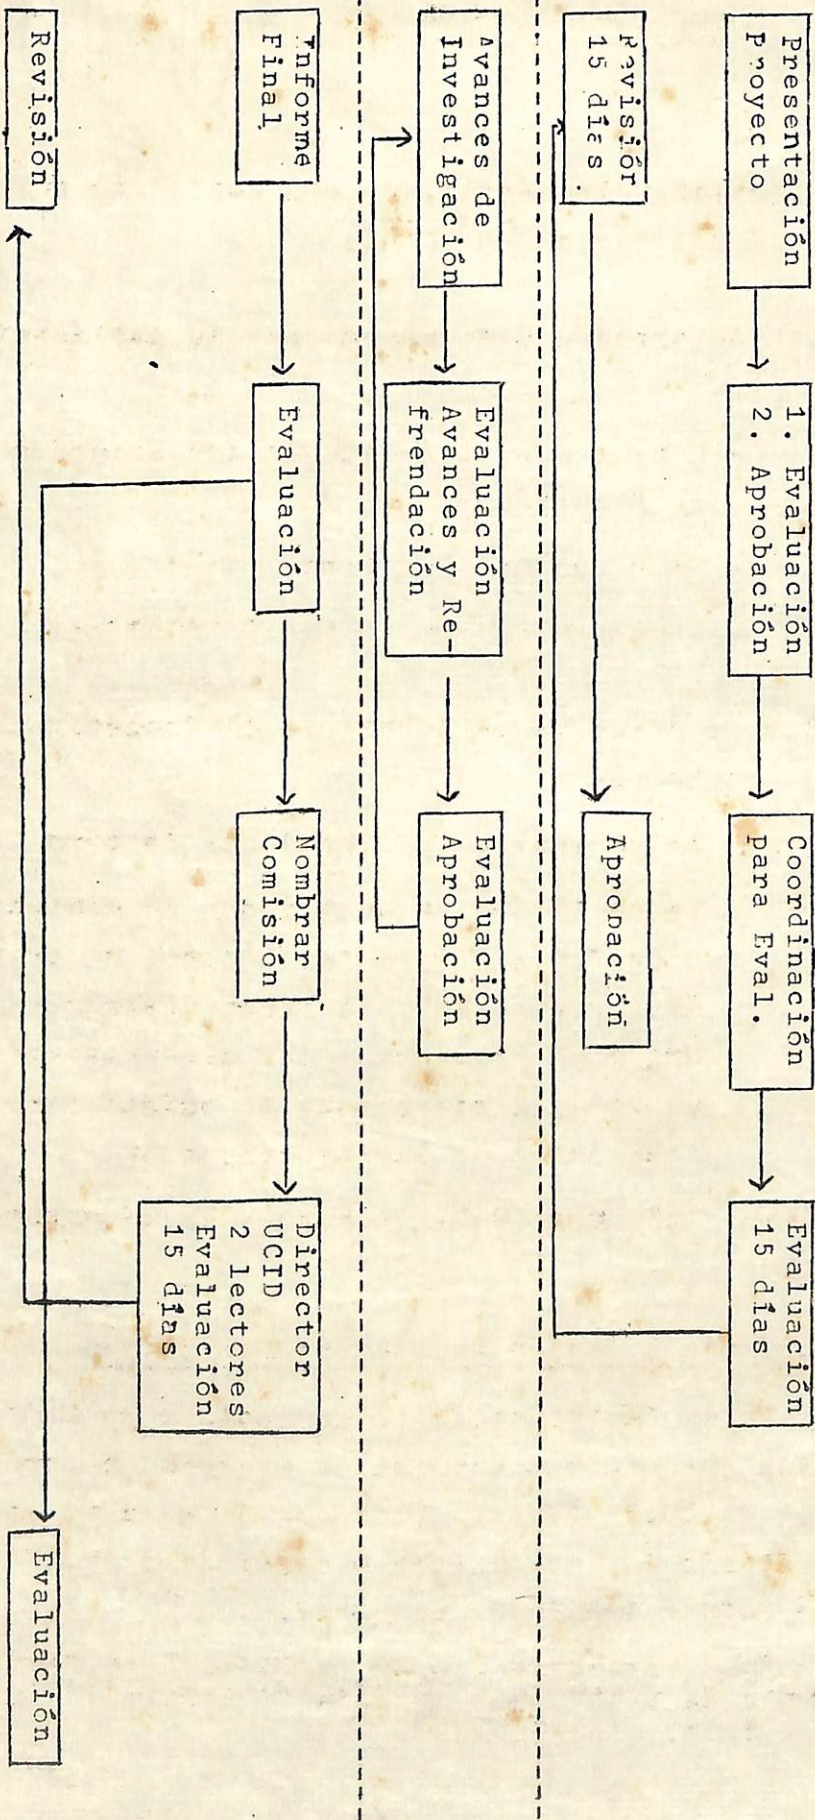 Presentación
Proyecto
1. Evaluación
2. Aprobación
Coordinación
para Eval.
Evaluación
15 días
Revisión
15 días.
Aprobación
Avances de
Investigación
Evaluación
Avances y Re-
frendación
Evaluación
Aprobación
Informe
Final
Evaluación
Nombrar
Comisión
Director
UCID
2 lectores
Evaluación
15 días
Revisión
Evaluación